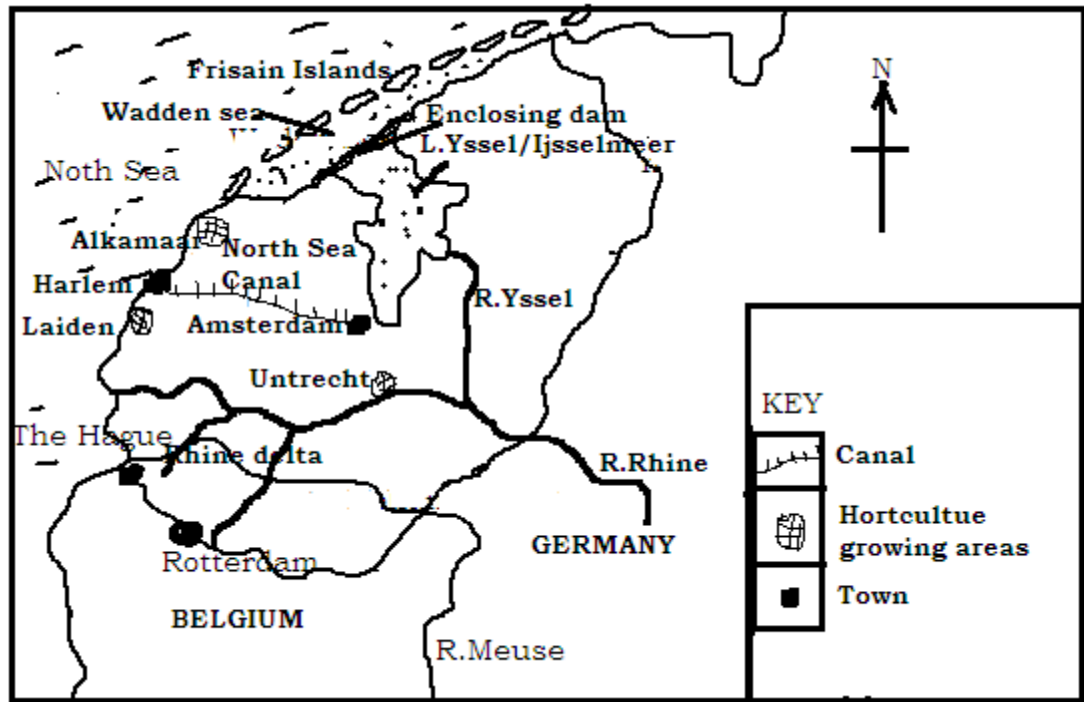 N
Frisain Islands
Wadden sea
Enclosing dam
L.Yssel/Ijsselmeer
Noth Sea
Alkamaar
North Sea
Canal
Harlem
R.Yssel
Laiden
Amsterdam
Untrecht
KEY
The Hague
Rhine delta
R.Rhine
Canal
Hortcultue
growing areas
Rotterdam
GERMANY
Town
BELGIUM
R.Meuse